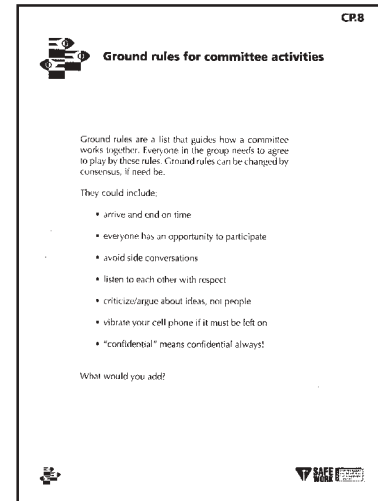 CP.8
Ground rules for committee activities
Ground rules are a list that guides how a committee
works together. Everyone in the group needs to agree
to play by these rules. Ground rules can be changed by
consensus, if need be.
They could include:
• arrive and end on time
• everyone has an opportunity to participate
• avoid side conversations
• listen to each other with respect
• criticize/argue about ideas, not people
• vibrate your cell phone if it must be left on
• "confidential" means confidential always!
What would you add?
SAFE
WORK